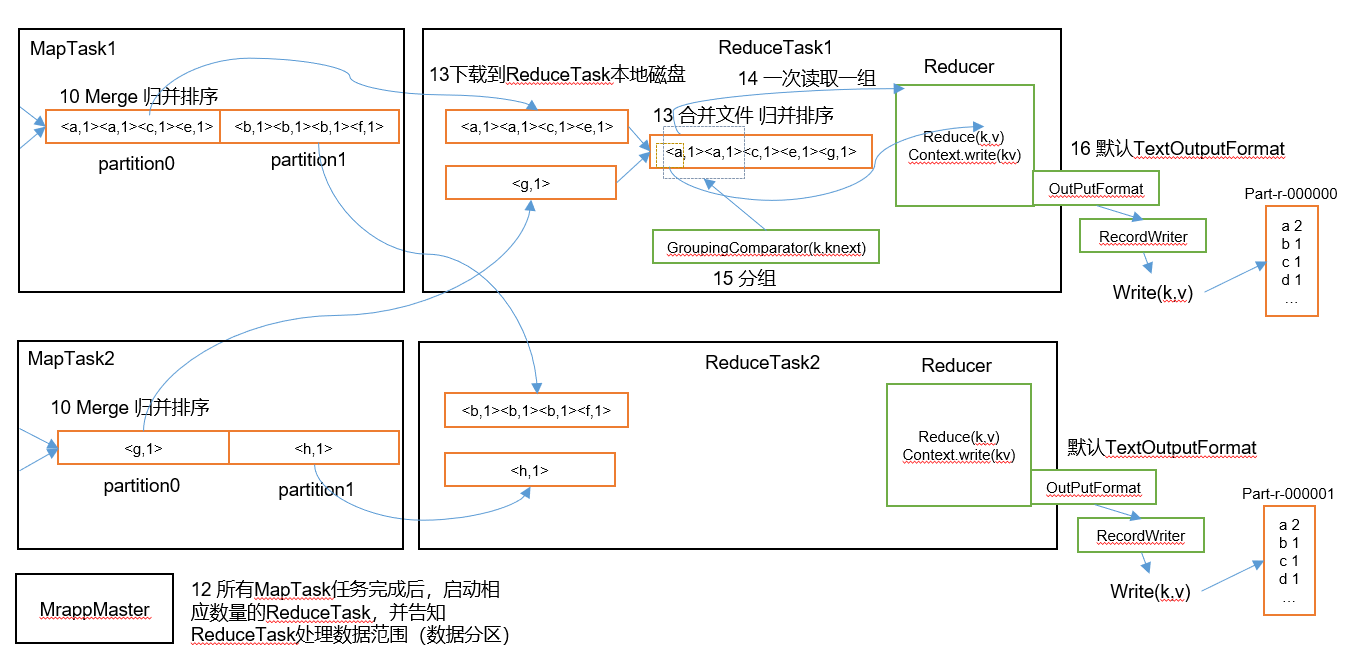 MapTask1
10 Merge 归并排序
<a,1><a,1><c,1><e,1>
<b,1><b,1><b,1><f,1>
partition0
partition1
ReduceTask1
13下载到ReduceTask本地磁盘
14 一次读取一组
Reducer
<a,1><a,1><c,1><e,1>
13 合并文件 归并排序
<a,1><a,1><c,1><e,1><g,1>
<g,1>
Reduce(k,v)
Context.write(kv)
GroupingComparator(k,knext)
15 分组
16 默认TextOutputFormat
OutPutFormat
RecordWriter
Write(k,v)
Part-r-000000
a 2
b 1
c 1
d 1
...
MapTask2
10 Merge 归并排序
<g,1>
<h,1>
partition0
partition1
ReduceTask2
Reducer
<b,1><b,1><b,1><f,1>
<h,1>
Reduce(k,v)
Context.write(kv)
默认TextOutputFormat
OutPutFormat
RecordWriter
Write(k,v)
Part-r-000001
a 2
b 1
c 1
d 1
...
MrappMaster
12 所有MapTask任务完成后，启动相
应数量的ReduceTask，并告知
ReduceTask处理数据范围（数据分区）